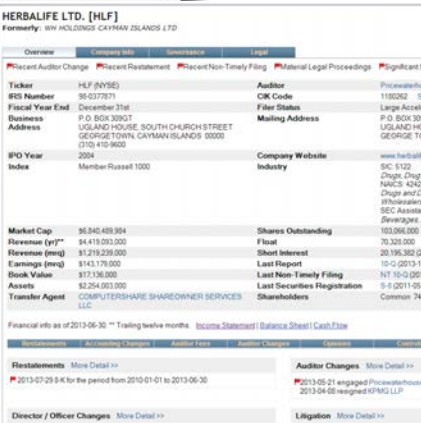 HERBALIFE LTD. [HLF]
Formerly: WH HOLDINGS CAYMAN ISLANDS LTD
Overview Company Info Governance Legal
Recent Auditor Change Recent Restatement Recent Non-Timely Filing Material Legal Proceedings Significant
Ticker HLF (NYSE) Auditor
IRS Number 98-0377871 CIK Code 1180262
Fiscal Year End December 31st Filer Status Large Accel
Business Address P.O. BOX 309GT Mailing Address P.O. BOX 30
UGLAND HOUSE, SOUTH CHURCH STREET UGLAND
GEORGETOWN, CAYMAN ISLANDS 00000 GEORGE
(310) 410-9600
IPO Year 2004 Company Website www.herbali
Index Member Russell 1000 Industry SIC: 5122
Drugs, Drug
NAICS: 4242
Drugs and
Wholesalers
SEC Assista
Beverages,
Market Cap $6,840,489,984 Shares Outstanding 103,066,000
Revenue (yr)** $4,419,093,000 Float 70,328,000
Revenue (mrq) $1,219,239,000 Short Interest 20,195,382
Earnings (mrq) $143,179,000 Last Report 10-Q (2013-1
Book Value $17,136,000 Last Non-Timely Filing NT 10-Q (20
Assets $2,254,003,000 Last Securities Registration S-8 (2011-05
Transfer Agent COMPUTERSHARE SHAREOWNER SERVICES Shareholders Common 74
LLC
Financial info as of 2013-06-30. ** Trailing twelve months. Income Statement | Balance Sheet | Cash Flow
Restatements Accounting Changes Auditor Fees Auditor Changes Opinions Control
Restatements More Detail >> Auditor Changes More Detail >>
2013-07-29 8-K for the period from 2010-01-01 to 2013-06-30 2013-05-21 engaged Pricewaterhouse
2013-04-08 resigned KPMG LLP
Director / Officer Changes More Detail >> Litigation More Detail >>